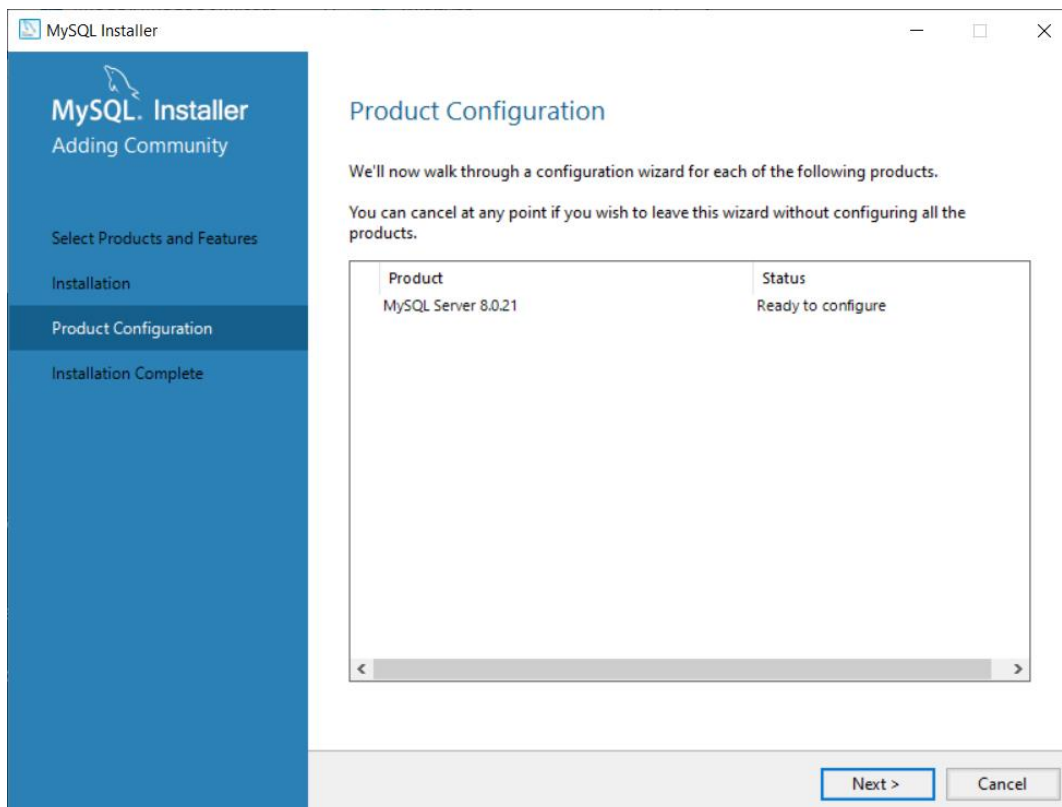 MySQL Installer
MySQL. Installer
Adding Community
Select Products and Features
Installation
Product Configuration
Installation Complete
Product Configuration
We'll now walk through a configuration wizard for each of the following products.
You can cancel at any point if you wish to leave this wizard without configuring all the
products.
Product Status
MySQL Server 8.0.21 Ready to configure
Next > Cancel